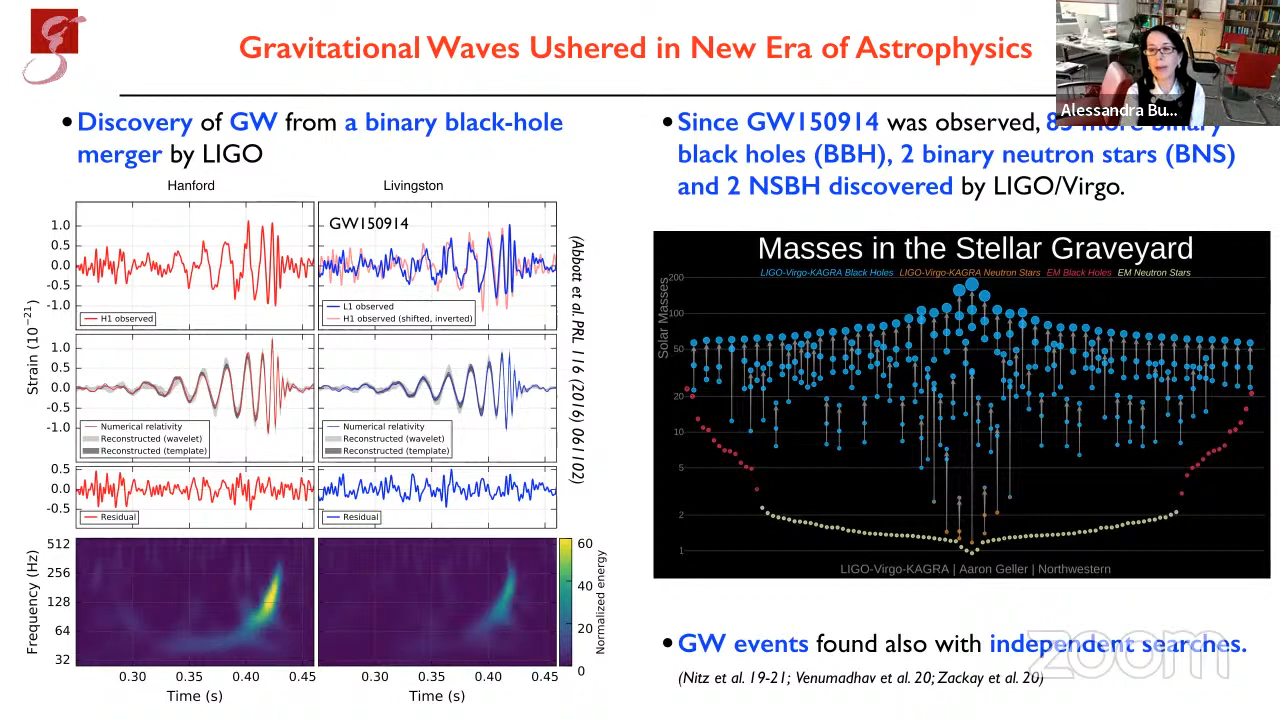 Gravitational Waves Ushered in New Era of Astrophysics
Alessandra Bu...
•Discovery of GW from a binary black-hole
merger by LIGO
Hanford
Livingston
GW150914
1.0
0.5
0.0
-0.5
-1.0
H1 observed
L1 observed
H1 observed (shifted, inverted)
Strain (10−21)
1.0
0.5
0.0
-0.5
-1.0
Numerical relativity
Reconstructed (wavelet)
Reconstructed (template)
Numerical relativity
Reconstructed (wavelet)
Reconstructed (template)
0.5
0.0
-0.5
Residual
Residual
Frequency (Hz)
512
256
128
64
32
0.30 0.35 0.40 0.45
Time (s)
0.30 0.35 0.40 0.45
Time (s)
60
40
20
0
Normalized energy
(Abbott et al. PRL 116 (2016) 061102)
•Since GW150914 was observed, more binary
black holes (BBH), 2 binary neutron stars (BNS)
and 2 NSBH discovered by LIGO/Virgo.
Masses in the Stellar Graveyard
LIGO-Virgo-KAGRA Black Holes LIGO-Virgo-KAGRA Neutron Stars EM Black Holes EM Neutron Stars
Solar Masses
200
100
50
20
10
5
2
1
LIGO-Virgo-KAGRA | Aaron Geller | Northwestern
•GW events found also with independent searches.
(Nitz et al. 19-21; Venumadhav et al. 20; Zackay et al. 20)
zoom